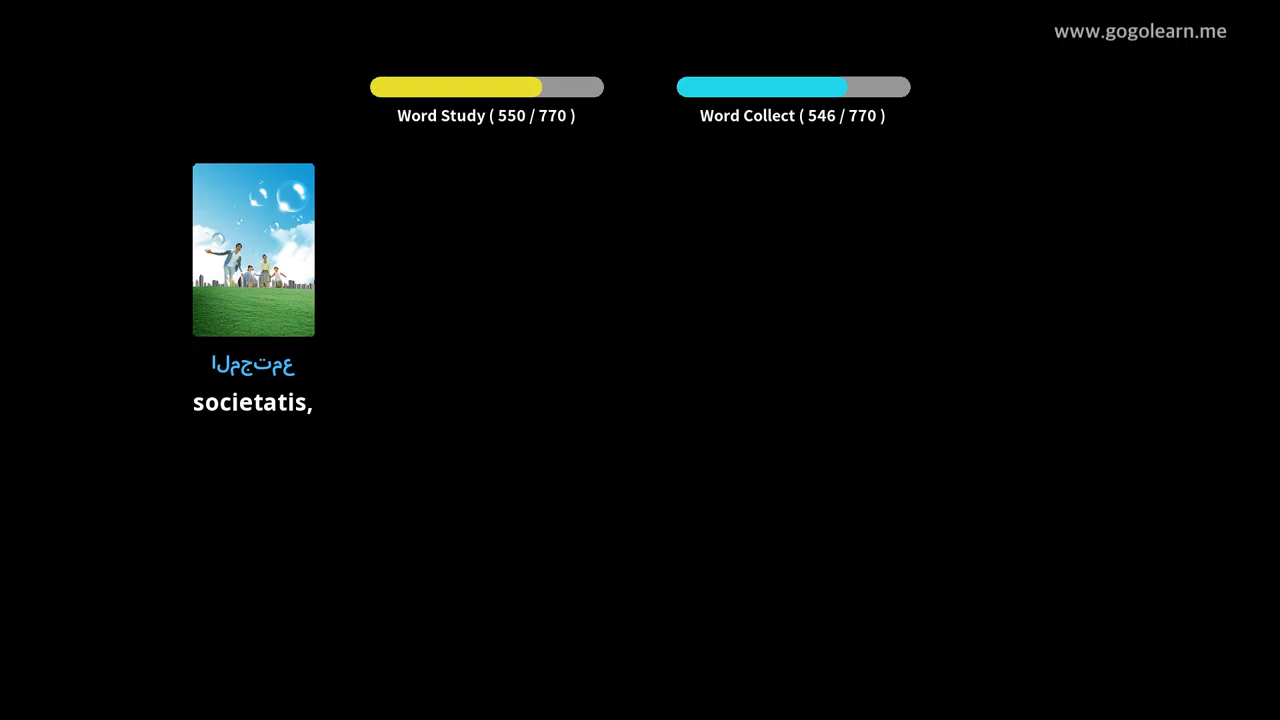 www.gogolearn.me
Word Study ( 550 / 770 )
Word Collect ( 546 / 770 )
المجتمع
societatis,